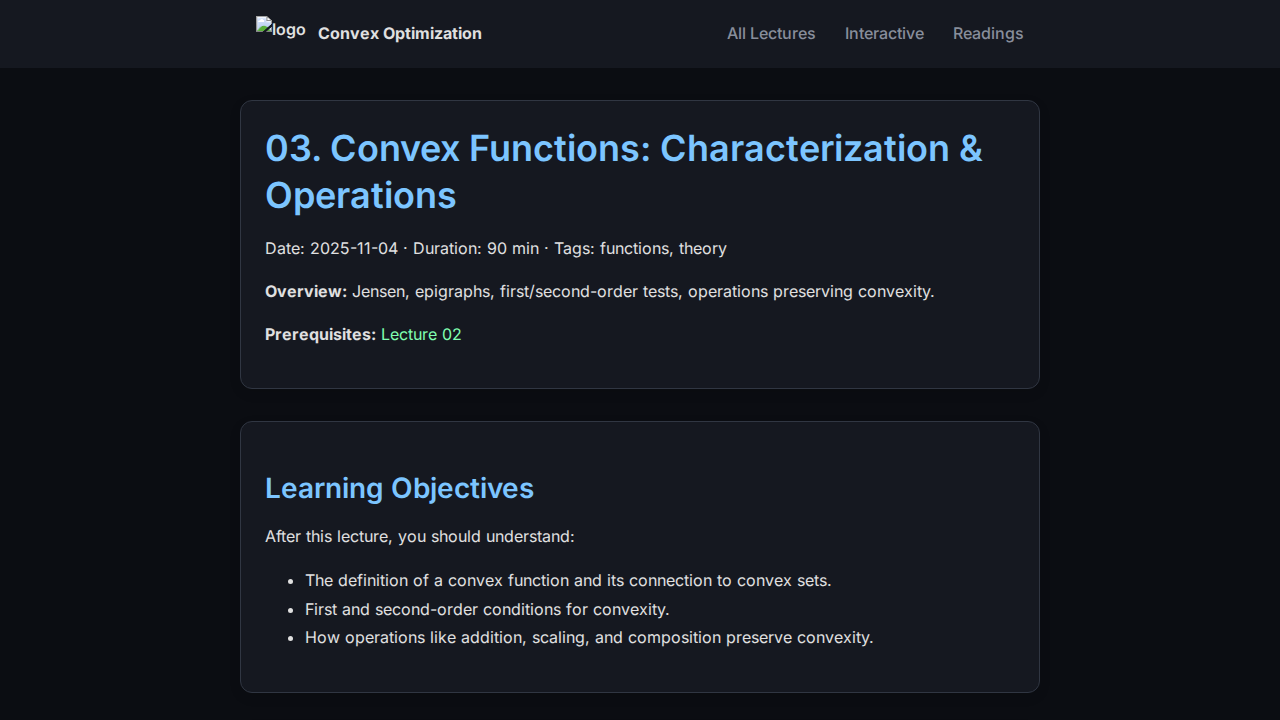 logo Convex Optimization All Lectures Interactive Readings
03. Convex Functions: Characterization &
Operations
Date: 2025-11-04 · Duration: 90 min · Tags: functions, theory
Overview: Jensen, epigraphs, first/second-order tests, operations preserving convexity.
Prerequisites: Lecture 02
Learning Objectives
After this lecture, you should understand:
• The definition of a convex function and its connection to convex sets.
• First and second-order conditions for convexity.
• How operations like addition, scaling, and composition preserve convexity.